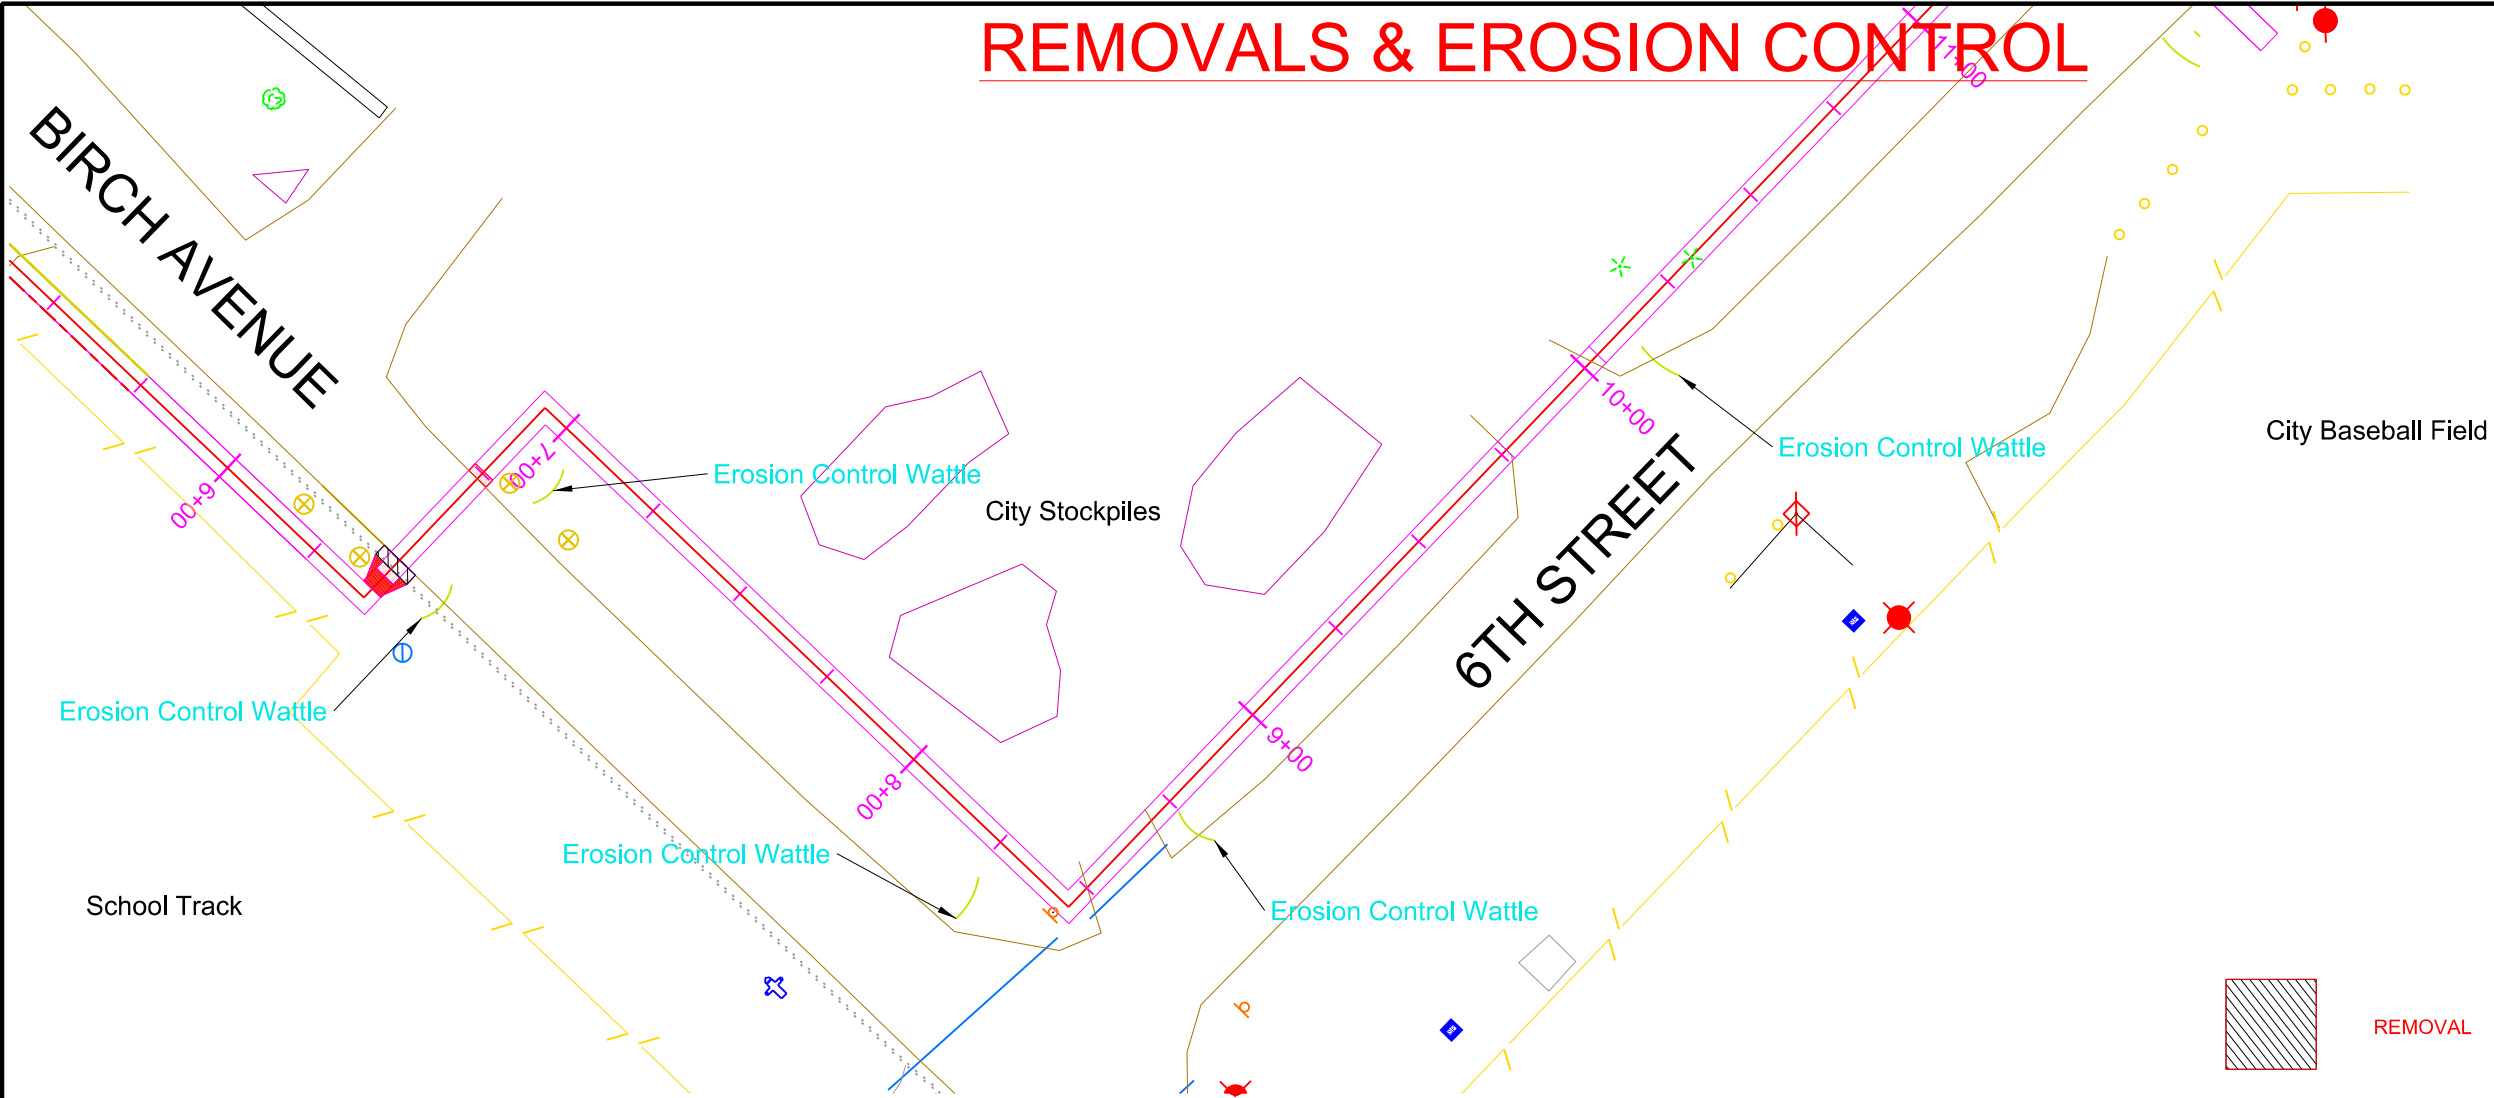 REMOVALS & EROSION CONTROL
11+00
BIRCH AVENUE
6+00
7+00
Erosion Control Wattle
City Stockpiles
10+00
Erosion Control Wattle
City Baseball Field
6TH STREET
Erosion Control Wattle
9+00
8+00
Erosion Control Wattle
School Track
Erosion Control Wattle
REMOVAL